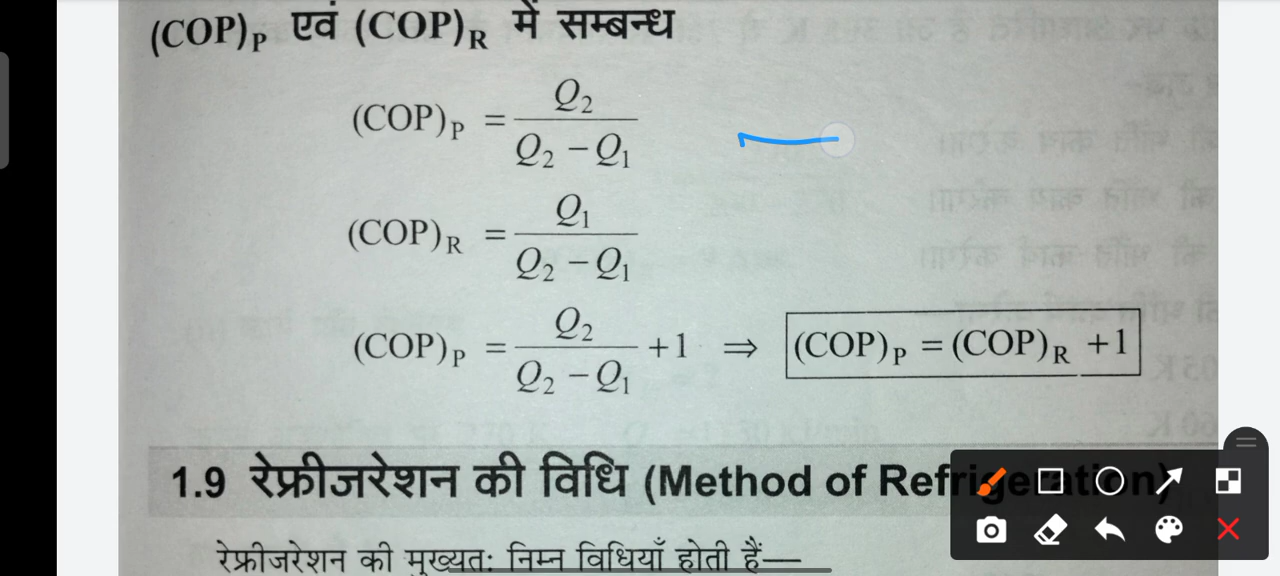 (COP)P एवं (COP)R में सम्बन्ध
(COP)P = Q2 / (Q2 − Q1)
(COP)R = Q1 / (Q2 − Q1)
(COP)P = Q2 / (Q2 − Q1) + 1 ⇒ (COP)P = (COP)R + 1
1.9 रेफ्रीजरेशन की विधि (Method of Refrigeration)
रेफ्रीजरेशन की मुख्यतः निम्न विधियाँ होती हैं—